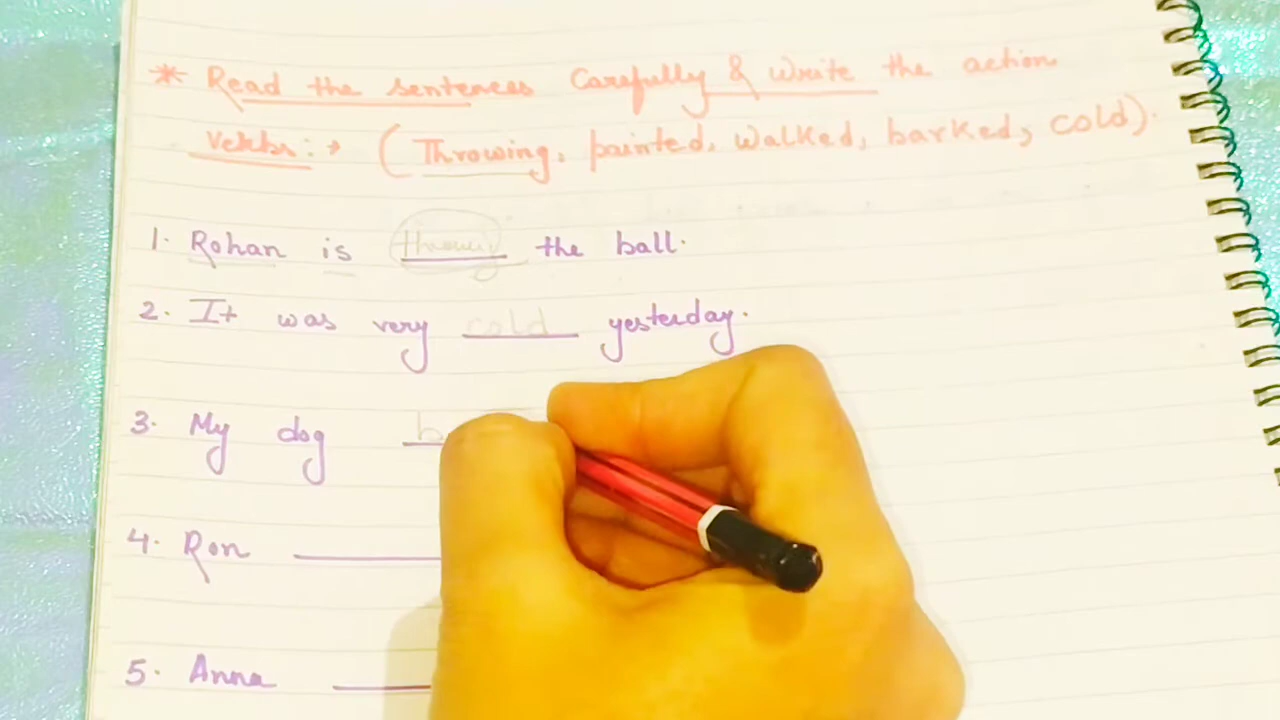 * Read the sentences Carefully & Write the action
Verbs:→ (Throwing, painted, walked, barked, cold).
1. Rohan is throwing the ball.
2. It was very cold yesterday.
3. My dog b
4. Ron
5. Anna